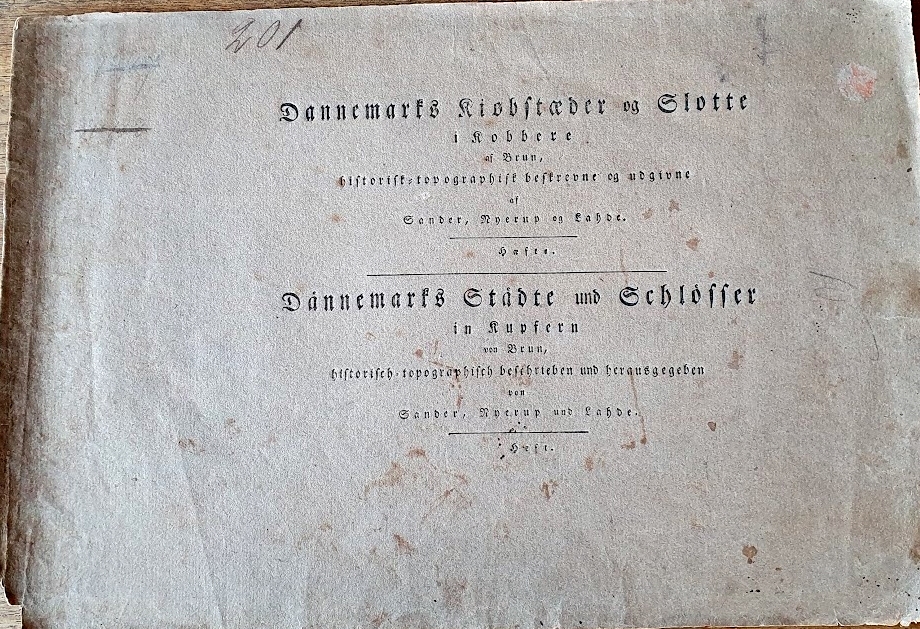 201
Dannemarks Kiøbstæder og Slotte
i Kobbere
af Brun,
historisk-topographisk beskrevne og udgivne
af
Sander, Nyerup og Lahde.
Hæfte.
Dännemarks Städte und Schlösser
in Kupfern
von Brun,
historisch-topographisch beschrieben und herausgegeben
von
Sander, Nyerup und Lahde.
Heft.